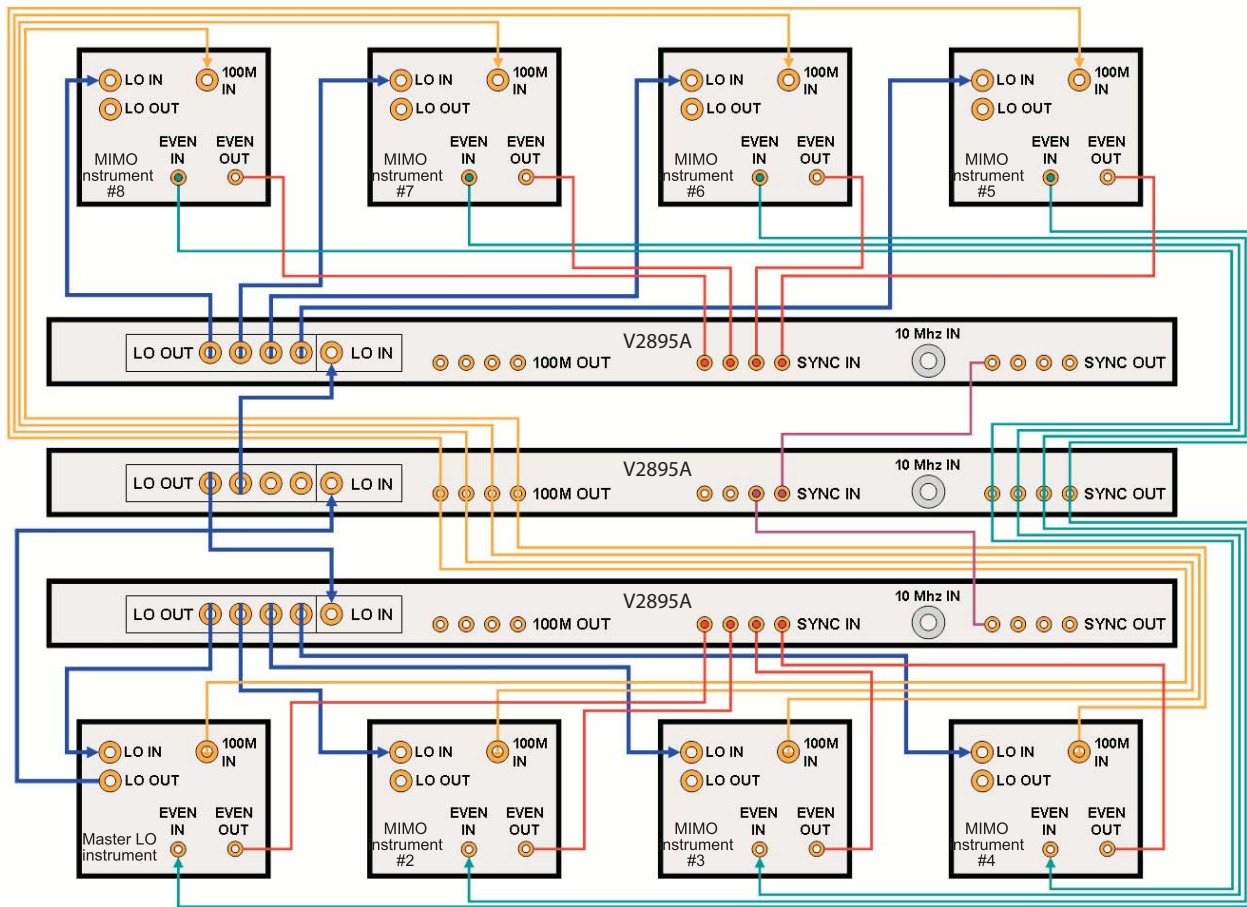 LO IN
100M
IN
LO OUT
EVEN
IN
EVEN
OUT
MIMO
nstrument
#8
LO IN
100M
IN
LO OUT
EVEN
IN
EVEN
OUT
MIMO
nstrument
#7
LO IN
100M
IN
LO OUT
EVEN
IN
EVEN
OUT
MIMO
nstrument
#6
LO IN
100M
IN
LO OUT
EVEN
IN
EVEN
OUT
MIMO
nstrument
#5
LO OUT
LO IN
100M OUT
V2895A
SYNC IN
10 Mhz IN
SYNC OUT
LO OUT
LO IN
100M OUT
V2895A
SYNC IN
10 Mhz IN
SYNC OUT
LO OUT
LO IN
100M OUT
V2895A
SYNC IN
10 Mhz IN
SYNC OUT
LO IN
100M
IN
LO OUT
EVEN
IN
EVEN
OUT
Master LO
instrument
LO IN
100M
IN
LO OUT
EVEN
IN
EVEN
OUT
MIMO
nstrument
#2
LO IN
100M
IN
LO OUT
EVEN
IN
EVEN
OUT
MIMO
nstrument
#3
LO IN
100M
IN
LO OUT
EVEN
IN
EVEN
OUT
MIMO
nstrument
#4